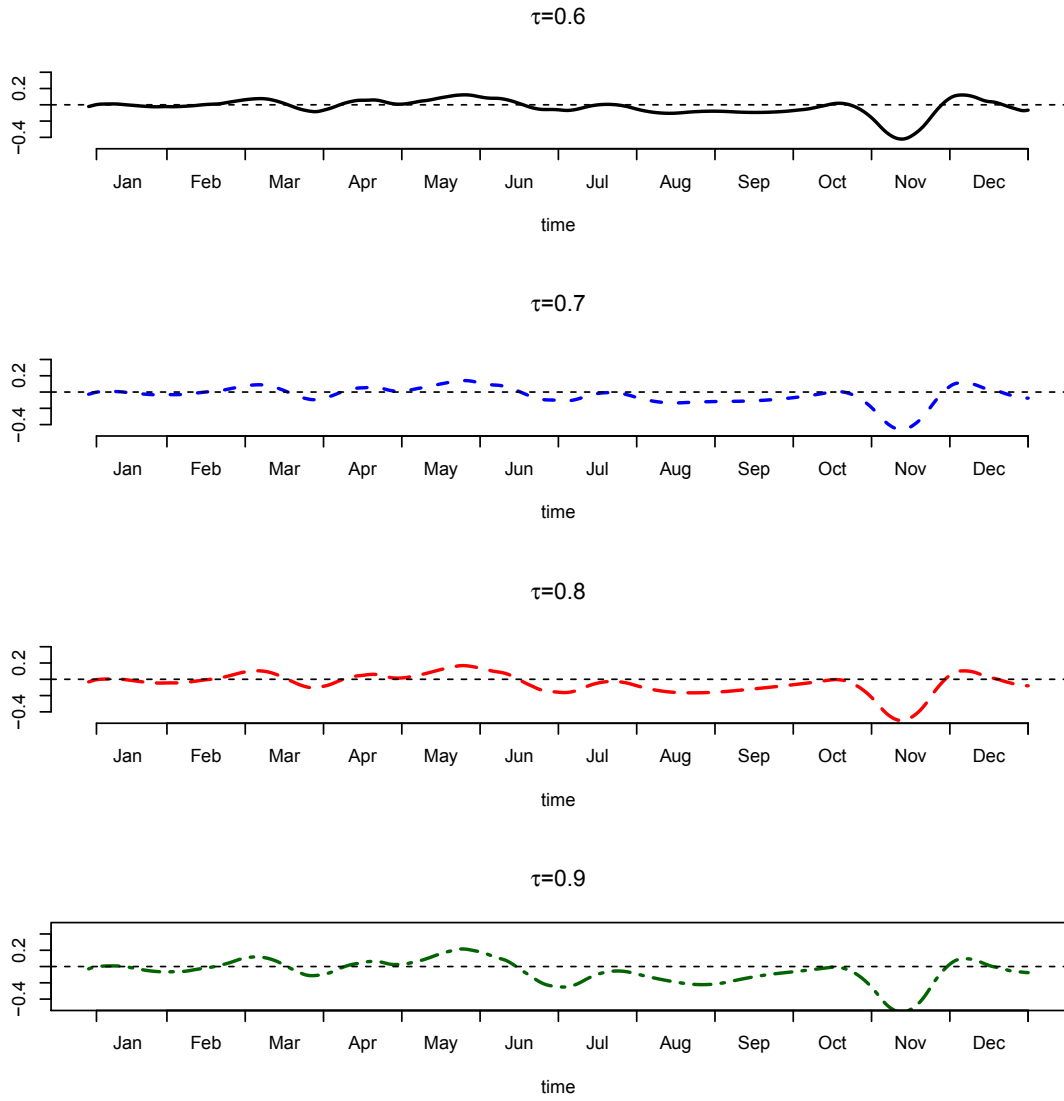 τ=0.6
0.2
−0.4
Jan Feb Mar Apr May Jun Jul Aug Sep Oct Nov Dec
time
τ=0.7
0.2
−0.4
Jan Feb Mar Apr May Jun Jul Aug Sep Oct Nov Dec
time
τ=0.8
0.2
−0.4
Jan Feb Mar Apr May Jun Jul Aug Sep Oct Nov Dec
time
τ=0.9
0.2
−0.4
Jan Feb Mar Apr May Jun Jul Aug Sep Oct Nov Dec
time